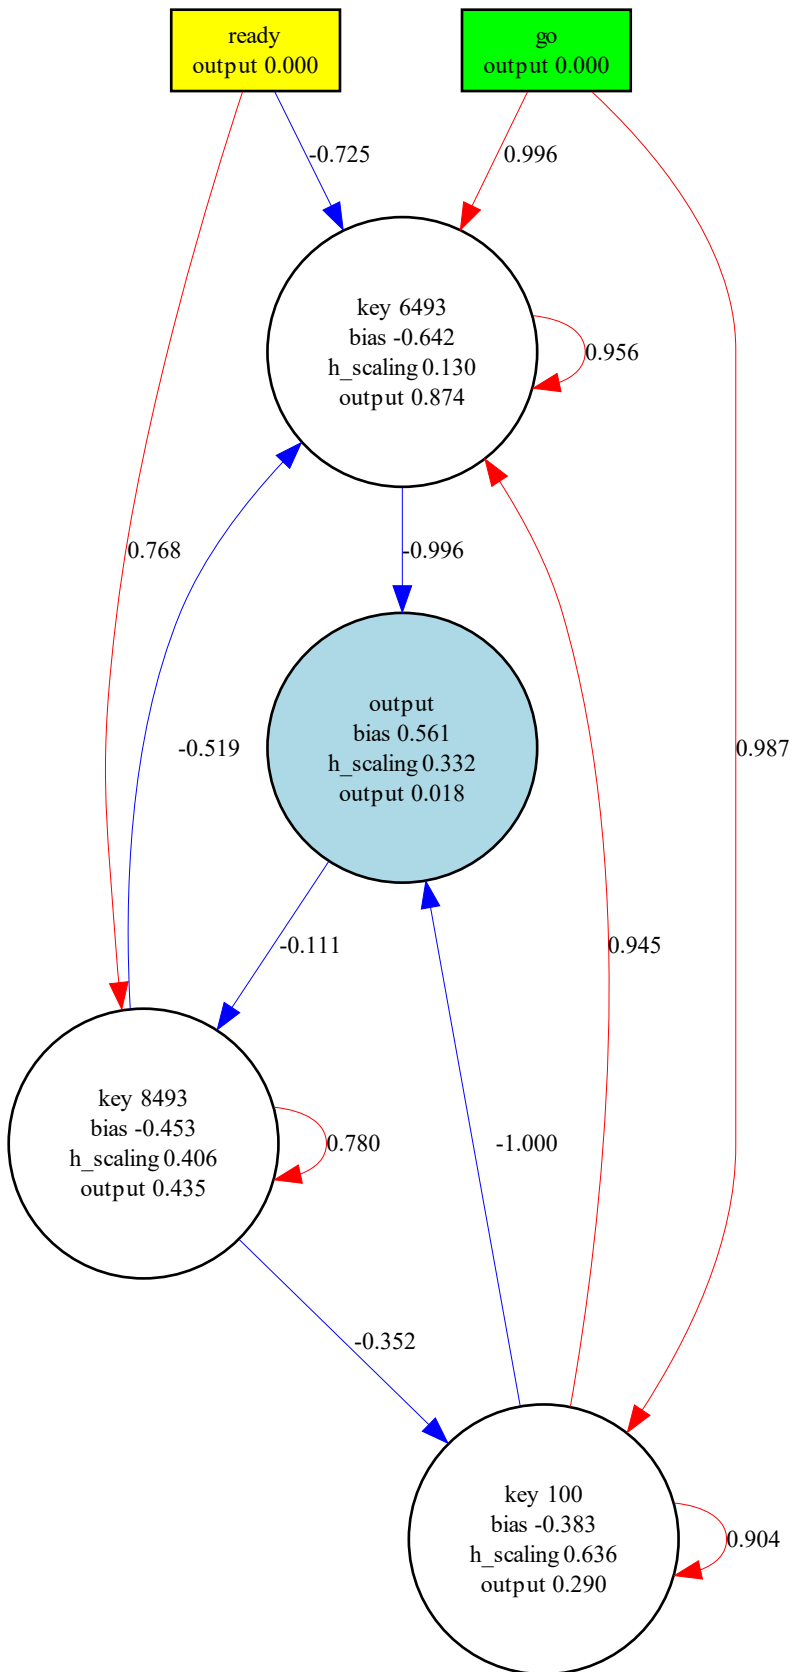 ready
output 0.000
go
output 0.000
-0.725
0.996
key 6493
bias -0.642
h_scaling 0.130
output 0.874
0.956
0.768
-0.996
output
bias 0.561
h_scaling 0.332
output 0.018
-0.519
0.987
-0.111
0.945
key 8493
bias -0.453
h_scaling 0.406
output 0.435
0.780
-1.000
-0.352
key 100
bias -0.383
h_scaling 0.636
output 0.290
0.904